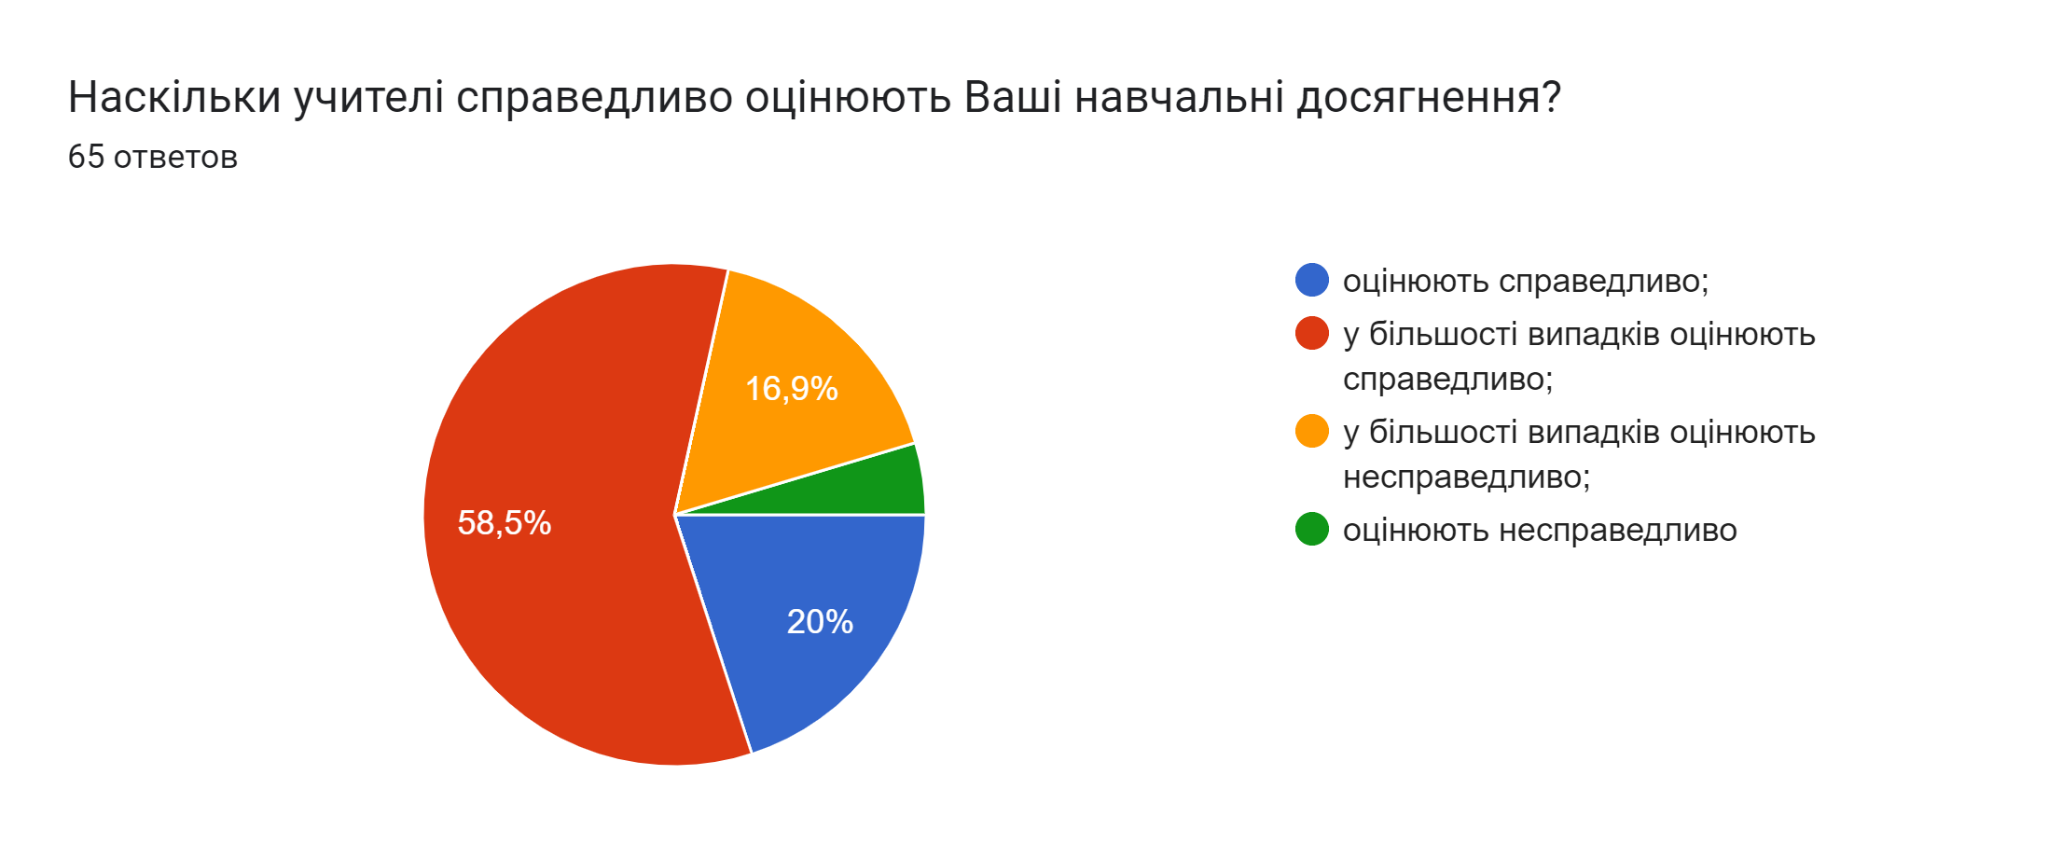 Наскільки учителі справедливо оцінюють Ваші навчальні досягнення?
65 ответов
16,9%
58,5%
20%
оцінюють справедливо;
у більшості випадків оцінюють
справедливо;
у більшості випадків оцінюють
несправедливо;
оцінюють несправедливо